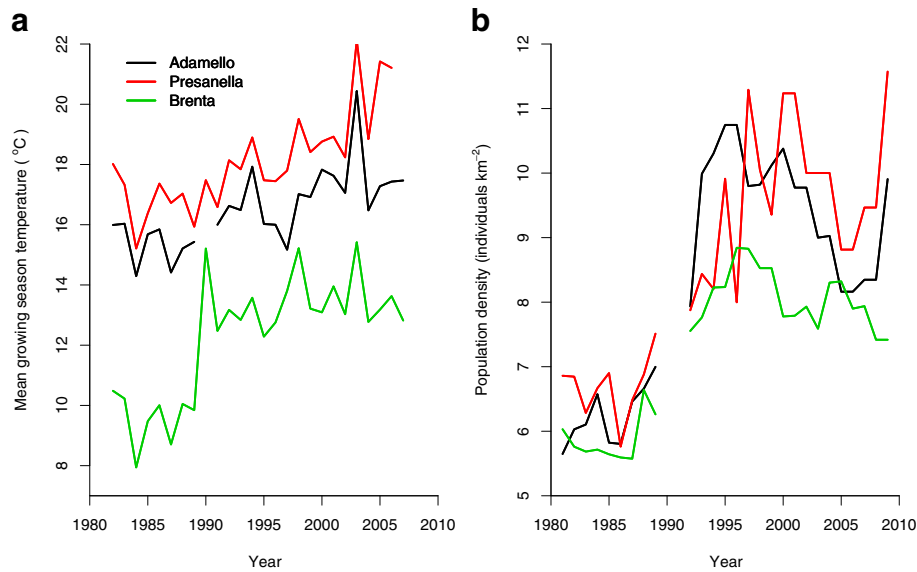 a
Mean growing season temperature ( °C)
22
20
18
16
14
12
10
8
Adamello
Presanella
Brenta
1980 1985 1990 1995 2000 2005 2010
Year
b
Population density (individuals km⁻²)
12
11
10
9
8
7
6
5
1980 1985 1990 1995 2000 2005 2010
Year